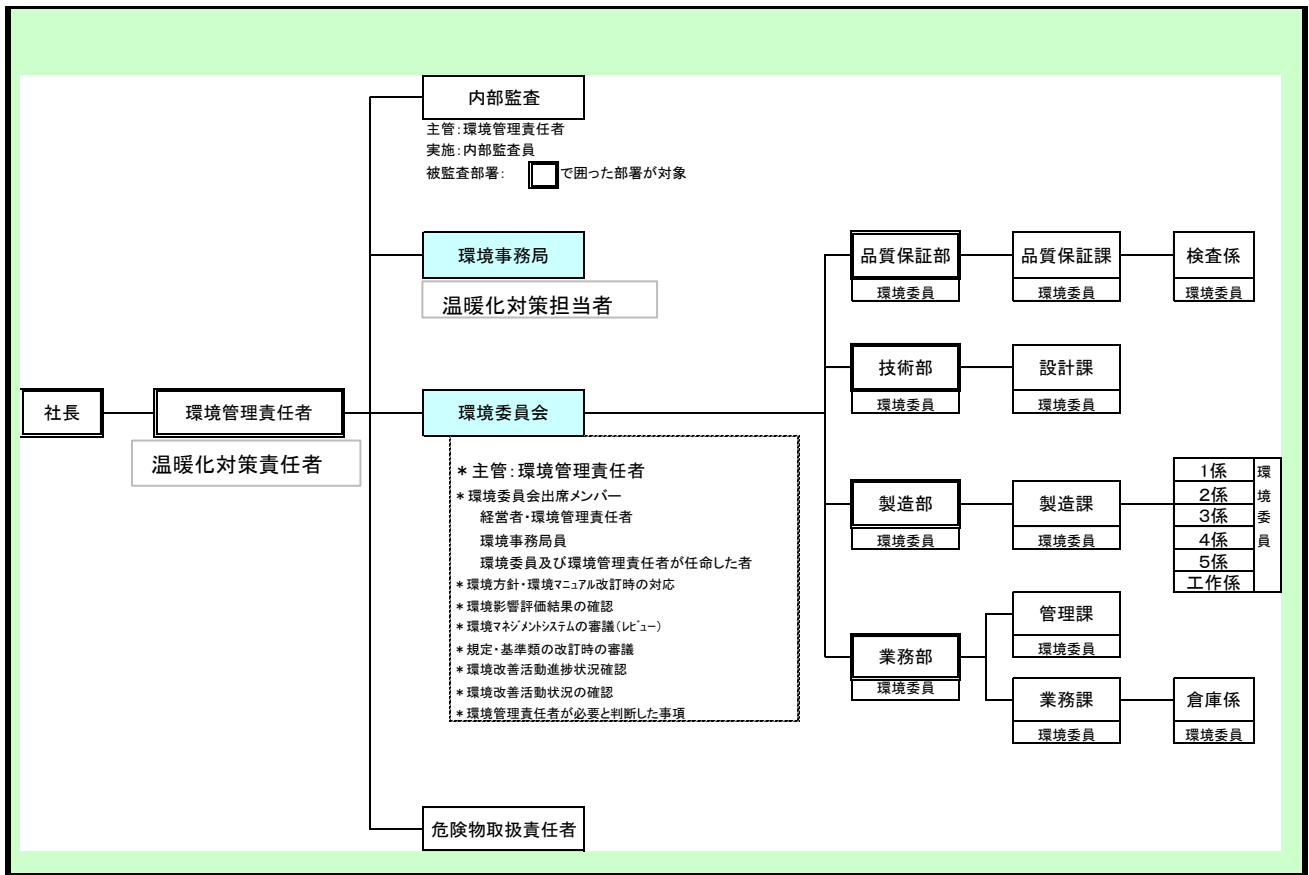 内部監査
主管：環境管理責任者
実施：内部監査員
被監査部署： で囲った部署が対象
環境事務局
温暖化対策担当者
社長
環境管理責任者
温暖化対策責任者
環境委員会
＊主管：環境管理責任者
＊環境委員会出席メンバー
経営者・環境管理責任者
環境事務局員
環境委員及び環境管理責任者が任命した者
＊環境方針・環境ﾏﾆｭｱﾙ改訂時の対応
＊環境影響評価結果の確認
＊環境ﾏﾈｼﾞﾒﾝﾄｼｽﾃﾑの審議（ﾚﾋﾞｭｰ）
＊規定・基準類の改訂時の審議
＊環境改善活動進捗状況確認
＊環境改善活動状況の確認
＊環境管理責任者が必要と判断した事項
危険物取扱責任者
品質保証部
環境委員
品質保証課
環境委員
検査係
環境委員
技術部
環境委員
設計課
環境委員
製造部
環境委員
製造課
環境委員
１係
２係
３係
４係
５係
工作係
環境委員
業務部
環境委員
管理課
環境委員
業務課
環境委員
倉庫係
環境委員